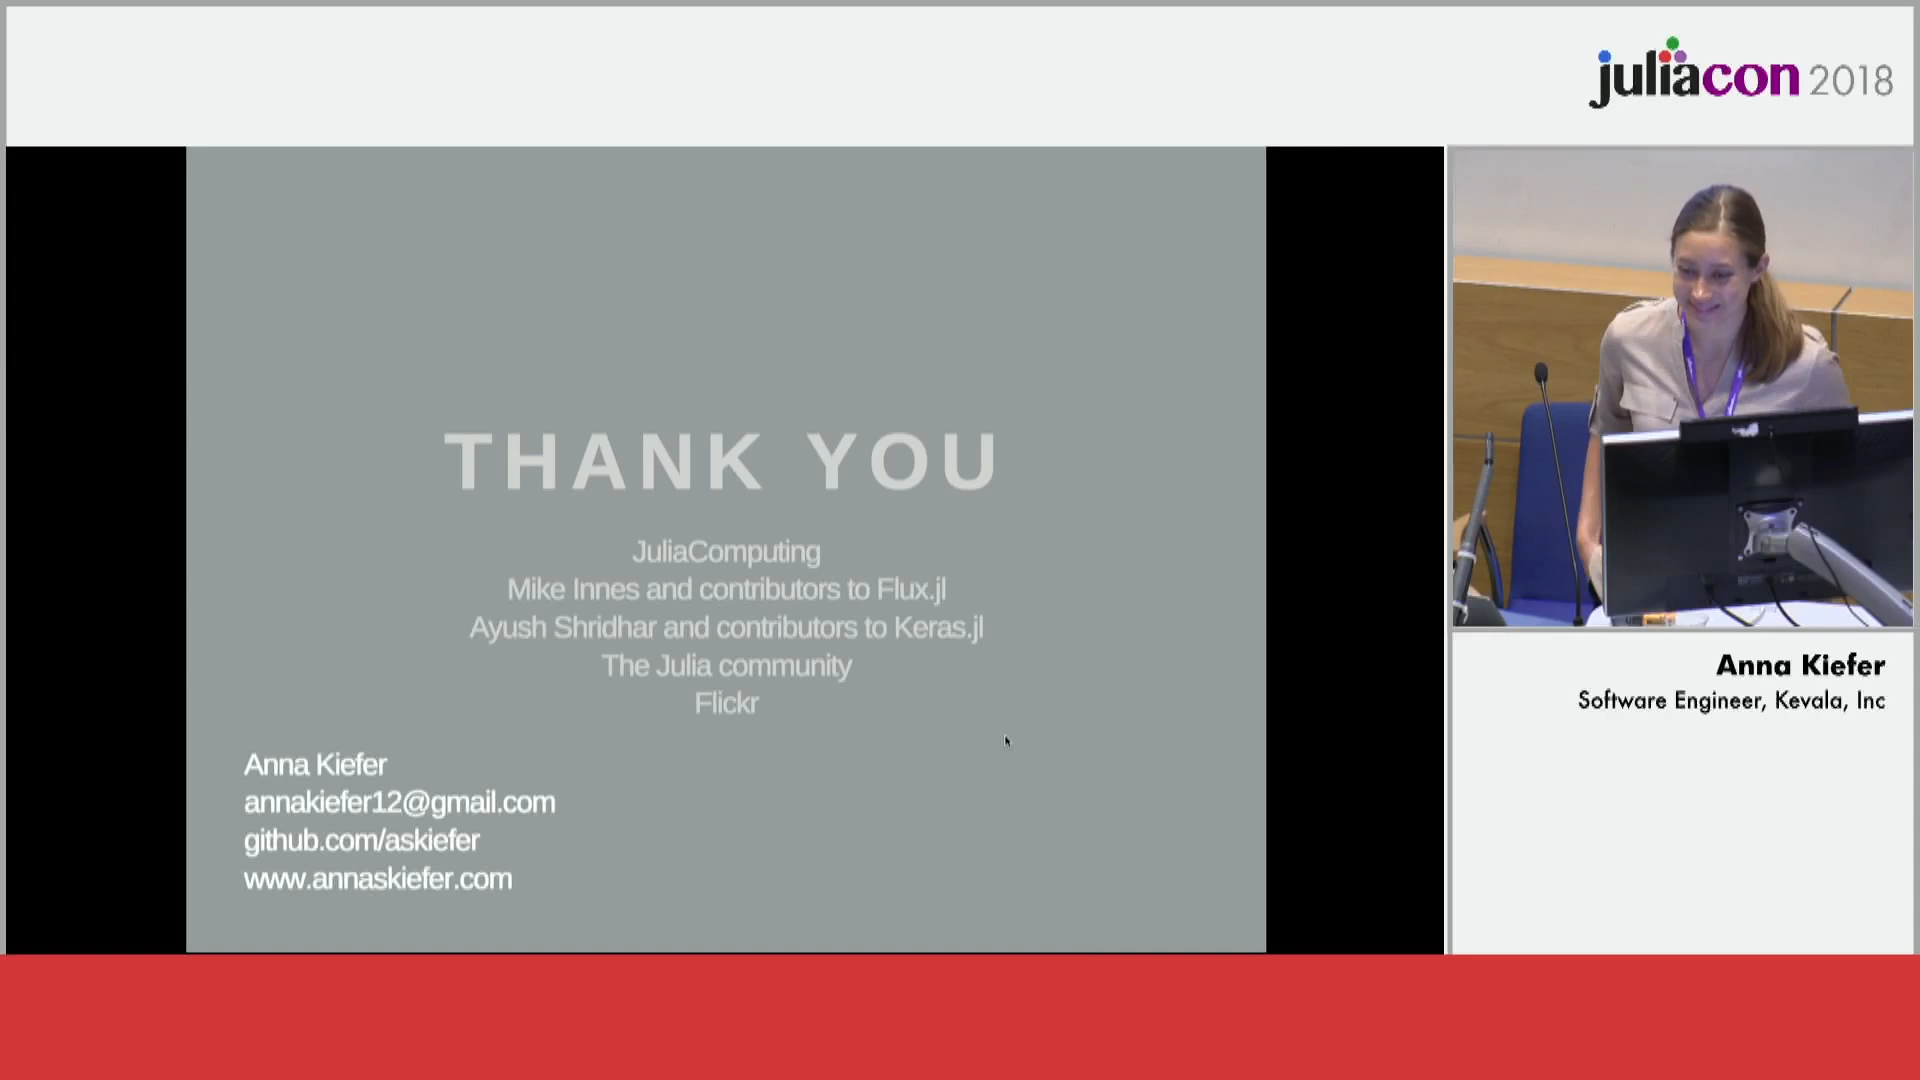 juliacon 2018
THANK YOU
JuliaComputing
Mike Innes and contributors to Flux.jl
Ayush Shridhar and contributors to Keras.jl
The Julia community
Flickr
Anna Kiefer
annakiefer12@gmail.com
github.com/askiefer
www.annaskiefer.com
Anna Kiefer
Software Engineer, Kevala, Inc